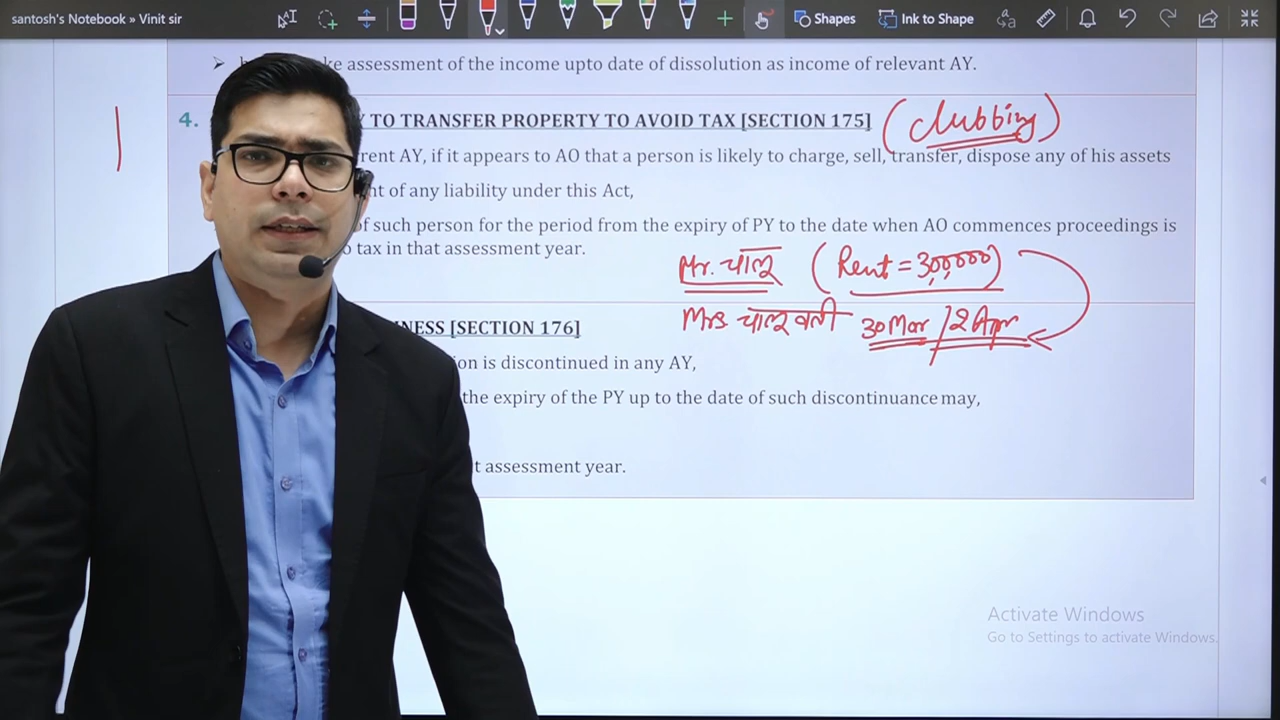 santosh's Notebook » Vinit sir
Shapes
Ink to Shape
ke assessment of the income upto date of dissolution as income of relevant AY.
4. TO TRANSFER PROPERTY TO AVOID TAX [SECTION 175] (clubbing)
rent AY, if it appears to AO that a person is likely to charge, sell, transfer, dispose any of his assets
nt of any liability under this Act,
of such person for the period from the expiry of PY to the date when AO commences proceedings is
tax in that assessment year.
Mr. चालू (Rent = 300,000)
Mrs. चालूवती 30 Mar / 2 Apr
NESS [SECTION 176]
on is discontinued in any AY,
the expiry of the PY up to the date of such discontinuance may,
t assessment year.
Activate Windows
Go to Settings to activate Windows.